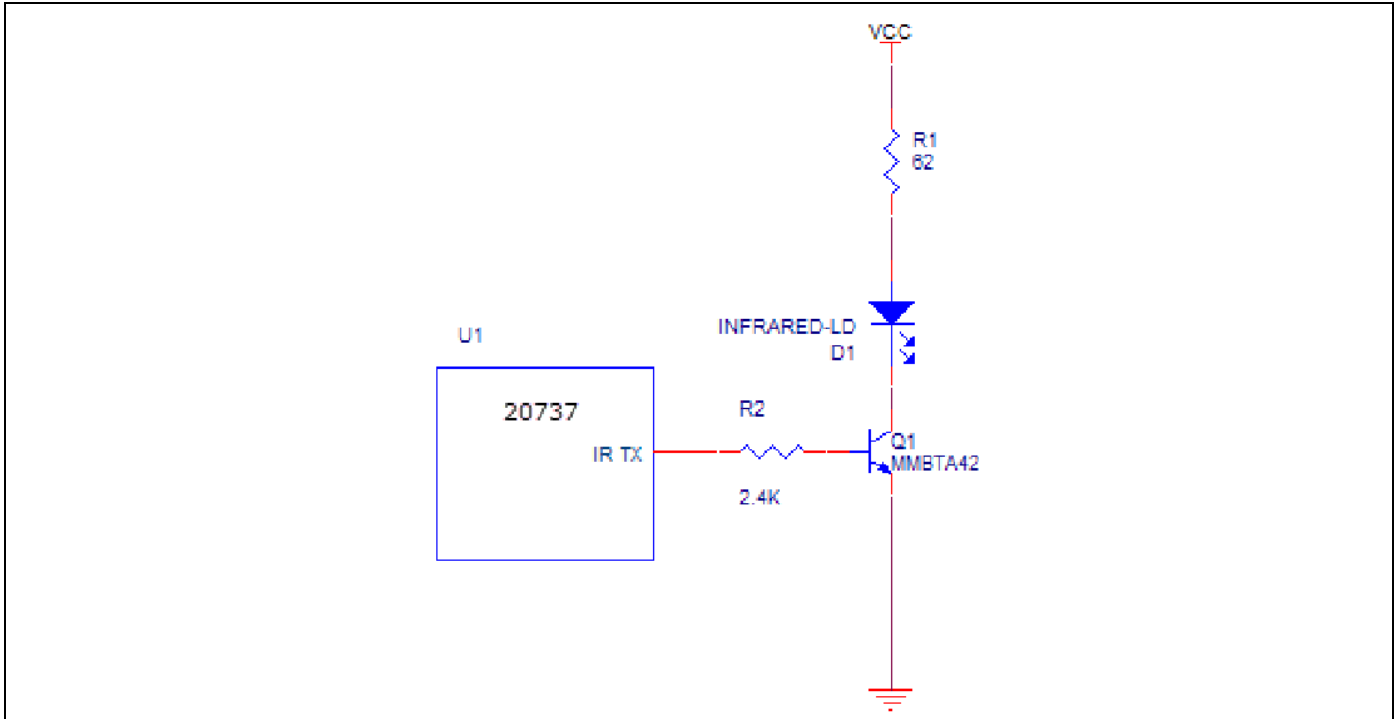 VCC
R1
62
INFRARED-LD
D1
U1
20737
IR TX
R2
2.4K
Q1
MMBTA42